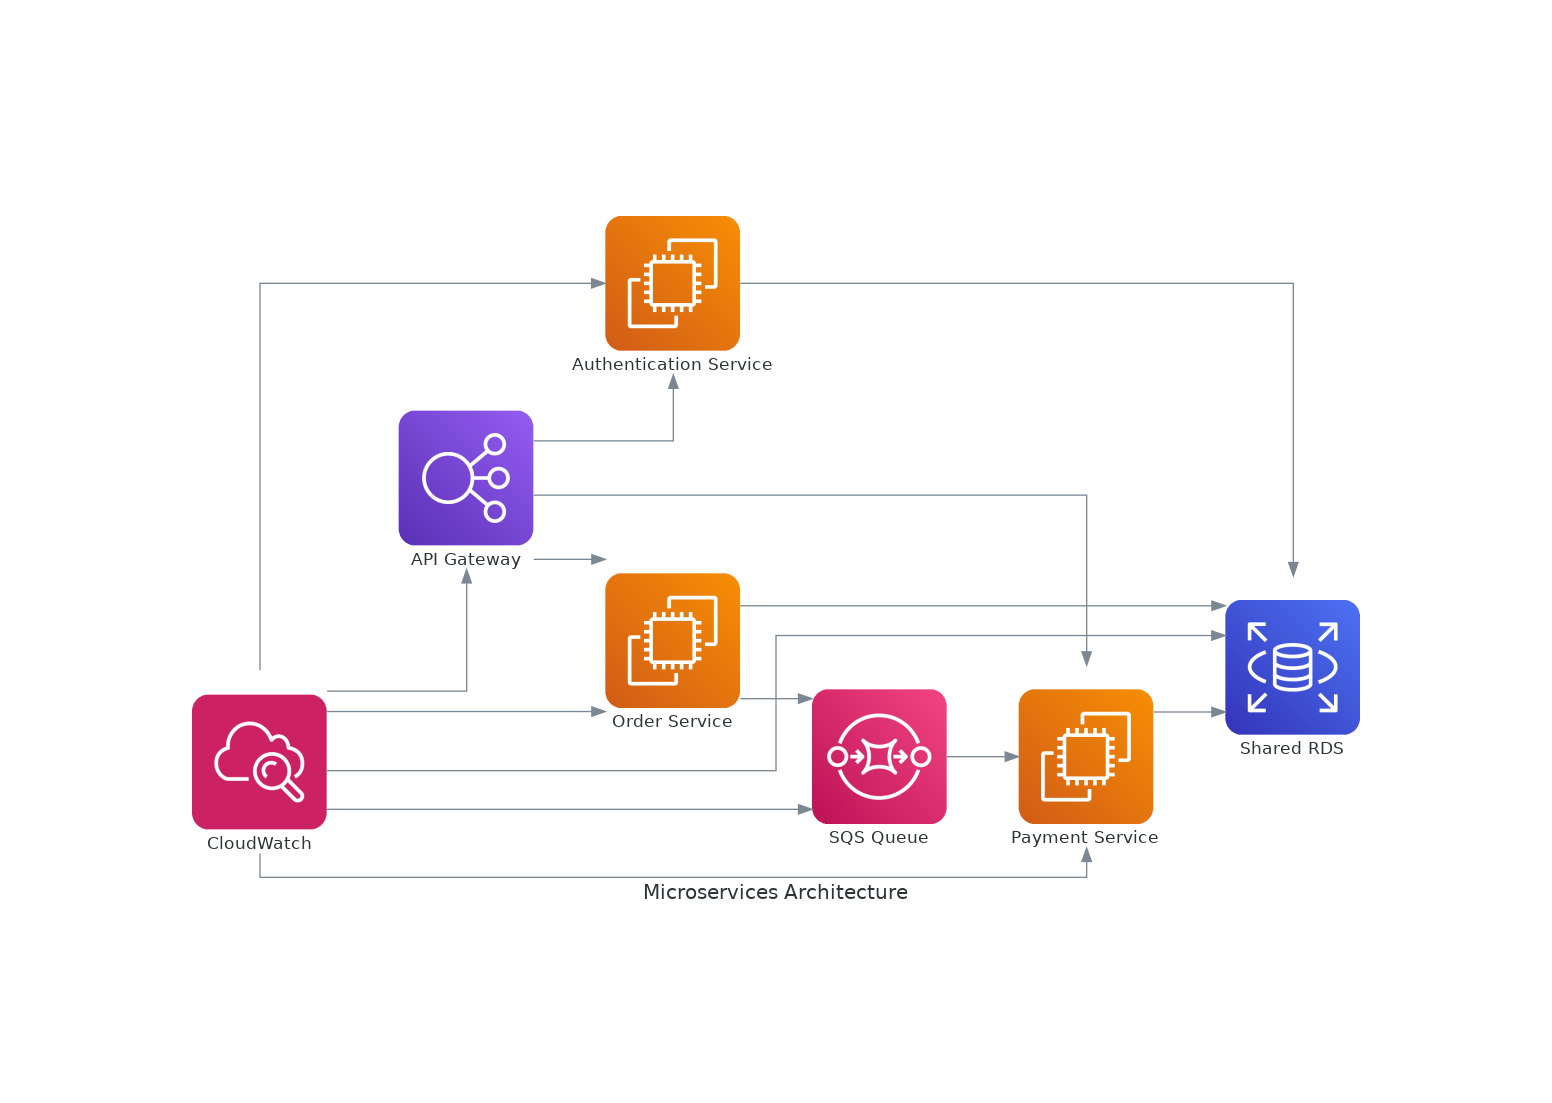 Authentication Service
API Gateway
Order Service
Shared RDS
CloudWatch
SQS Queue
Payment Service
Microservices Architecture